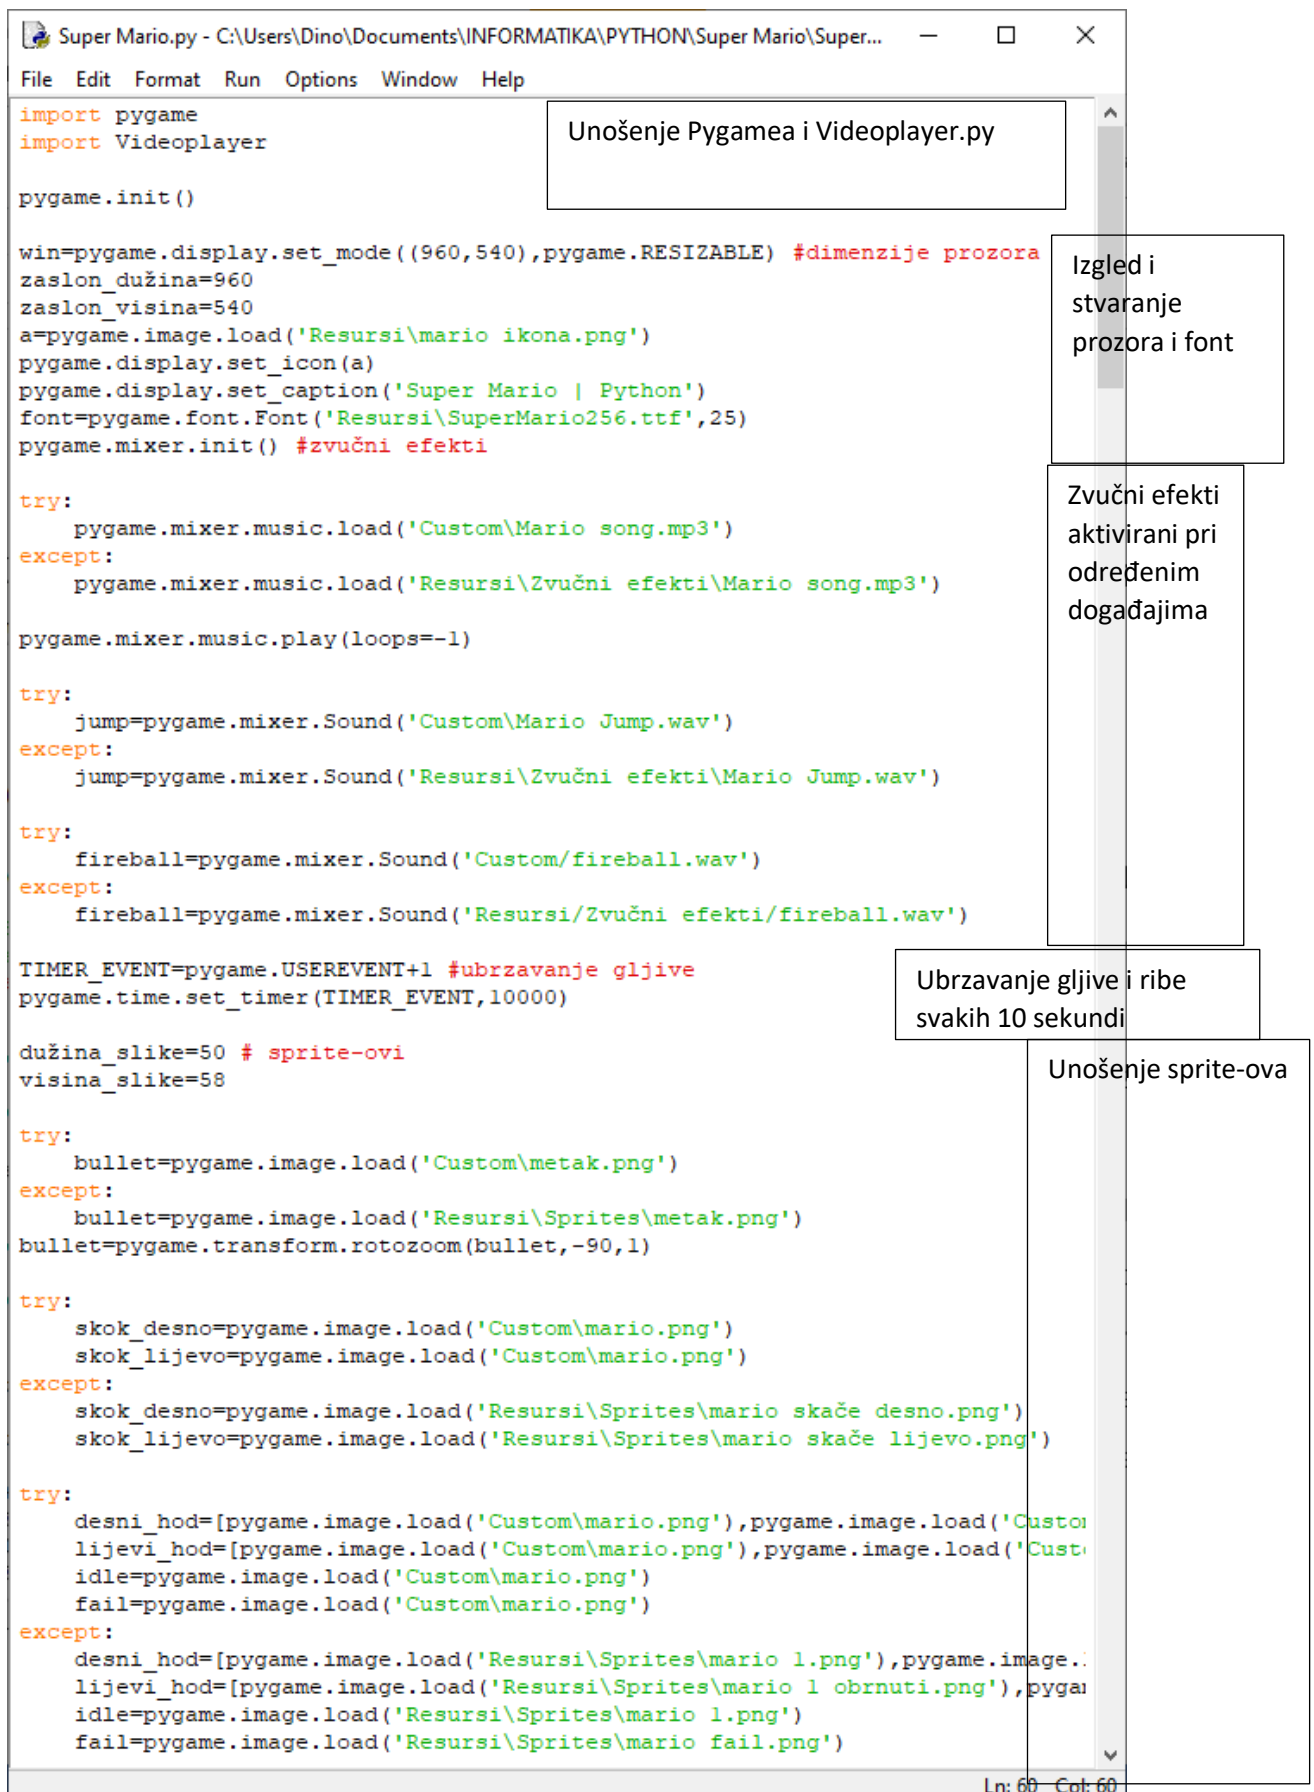 Super Mario.py - C:\Users\Dino\Documents\INFORMATIKA\PYTHON\Super Mario\Super...
File Edit Format Run Options Window Help
import pygame
import Videoplayer
Unošenje Pygamea i Videoplayer.py
pygame.init()
win=pygame.display.set_mode((960,540),pygame.RESIZABLE) #dimenzije prozora
zaslon_dužina=960
zaslon_visina=540
a=pygame.image.load('Resursi\mario ikona.png')
pygame.display.set_icon(a)
pygame.display.set_caption('Super Mario | Python')
font=pygame.font.Font('Resursi\SuperMario256.ttf',25)
pygame.mixer.init() #zvučni efekti
Izgled i
stvaranje
prozora i font
try:
    pygame.mixer.music.load('Custom\Mario song.mp3')
except:
    pygame.mixer.music.load('Resursi\Zvučni efekti\Mario song.mp3')
pygame.mixer.music.play(loops=-1)
try:
    jump=pygame.mixer.Sound('Custom\Mario Jump.wav')
except:
    jump=pygame.mixer.Sound('Resursi\Zvučni efekti\Mario Jump.wav')
try:
    fireball=pygame.mixer.Sound('Custom/fireball.wav')
except:
    fireball=pygame.mixer.Sound('Resursi/Zvučni efekti/fireball.wav')
Zvučni efekti
aktivirani pri
određenim
događajima
TIMER_EVENT=pygame.USEREVENT+1 #ubrzavanje gljive
pygame.time.set_timer(TIMER_EVENT,10000)
Ubrzavanje gljive i ribe
svakih 10 sekundi
dužina_slike=50 # sprite-ovi
visina_slike=58
Unošenje sprite-ova
try:
    bullet=pygame.image.load('Custom\metak.png')
except:
    bullet=pygame.image.load('Resursi\Sprites\metak.png')
bullet=pygame.transform.rotozoom(bullet,-90,1)
try:
    skok_desno=pygame.image.load('Custom\mario.png')
    skok_lijevo=pygame.image.load('Custom\mario.png')
except:
    skok_desno=pygame.image.load('Resursi\Sprites\mario skače desno.png')
    skok_lijevo=pygame.image.load('Resursi\Sprites\mario skače lijevo.png')
try:
    desni_hod=[pygame.image.load('Custom\mario.png'),pygame.image.load('Custo
    lijevi_hod=[pygame.image.load('Custom\mario.png'),pygame.image.load('Cust
    idle=pygame.image.load('Custom\mario.png')
    fail=pygame.image.load('Custom\mario.png')
except:
    desni_hod=[pygame.image.load('Resursi\Sprites\mario 1.png'),pygame.image.
    lijevi_hod=[pygame.image.load('Resursi\Sprites\mario 1 obrnuti.png'),pyga
    idle=pygame.image.load('Resursi\Sprites\mario 1.png')
    fail=pygame.image.load('Resursi\Sprites\mario fail.png')
Ln: 60 Col: 60